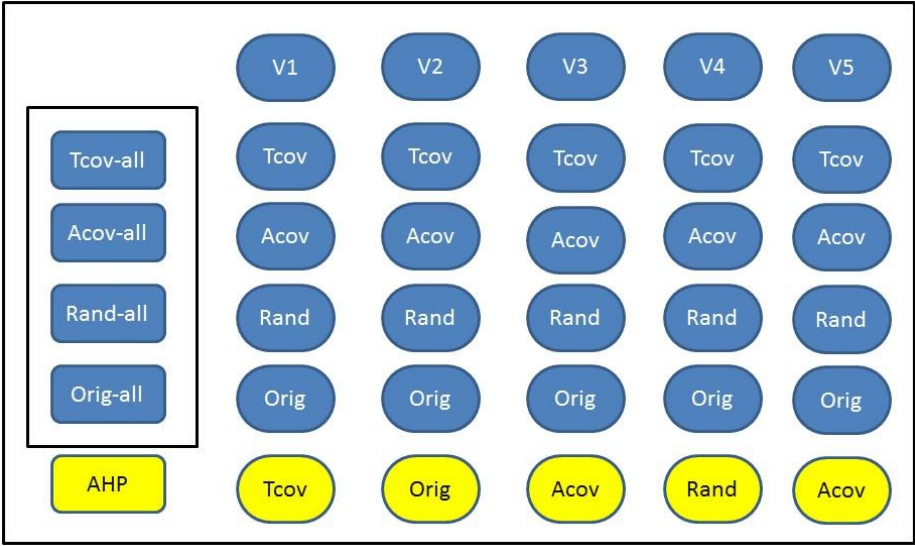 V1 V2 V3 V4 V5
Tcov-all Tcov Tcov Tcov Tcov Tcov
Acov-all Acov Acov Acov Acov Acov
Rand-all Rand Rand Rand Rand Rand
Orig-all Orig Orig Orig Orig Orig
AHP Tcov Orig Acov Rand Acov